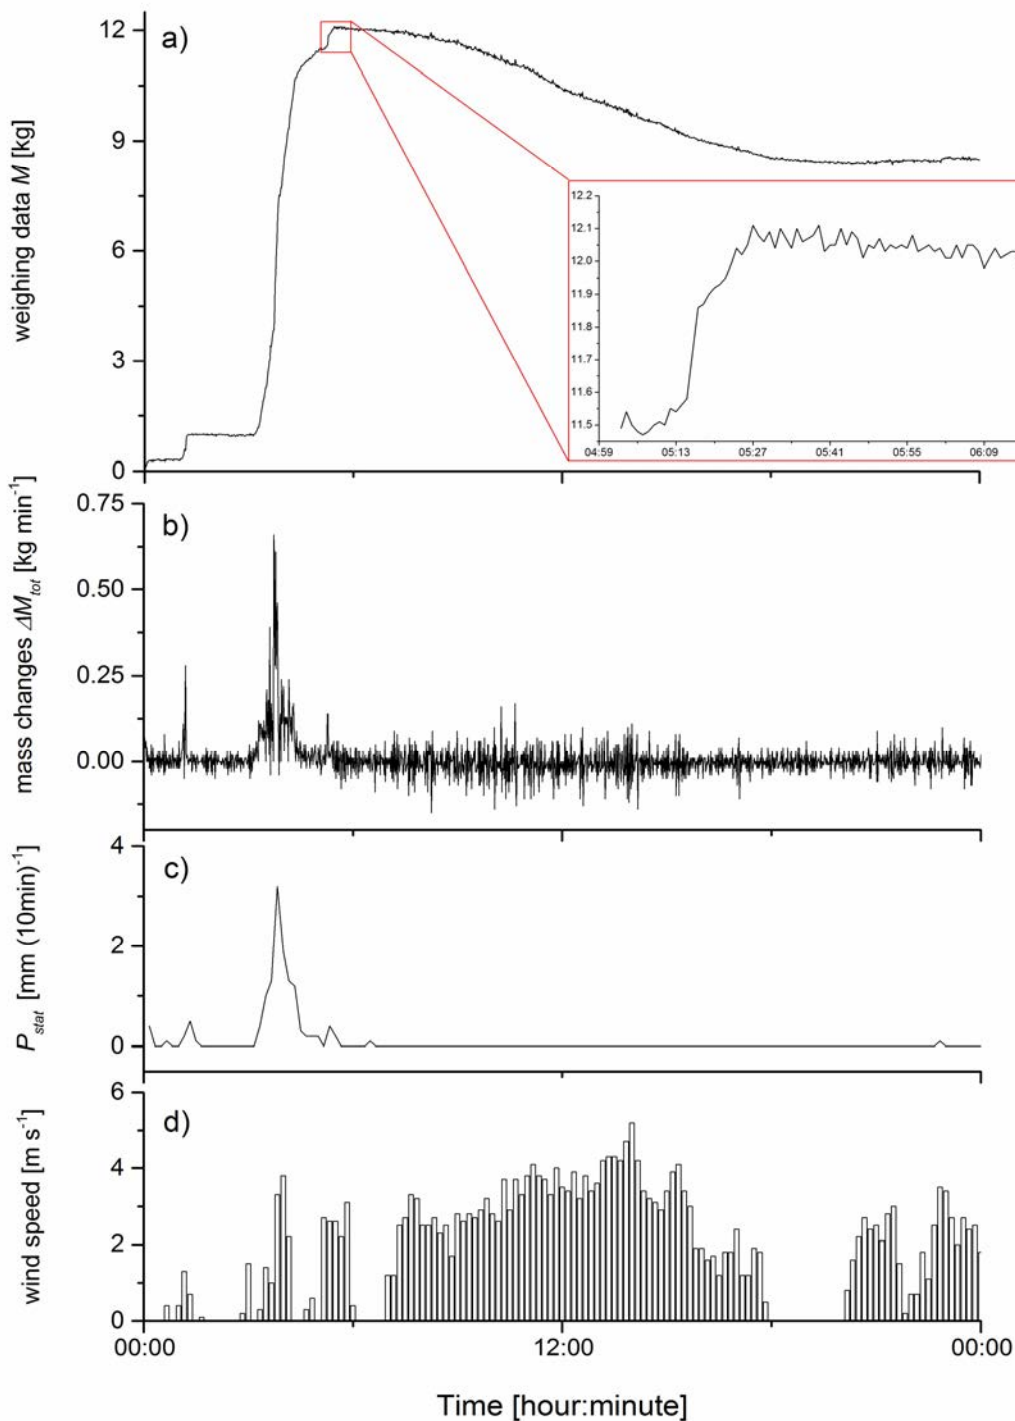 a)
weighing data M [kg]
12
9
6
3
0
12.2
12.1
12.0
11.9
11.8
11.7
11.6
11.5
04:59 05:13 05:27 05:41 05:55 06:09
b)
mass changes ΔM_tot [kg min⁻¹]
0.75
0.50
0.25
0.00
c)
P_stat [mm (10min)⁻¹]
4
2
0
d)
wind speed [m s⁻¹]
6
4
2
0
00:00 12:00 00:00
Time [hour:minute]